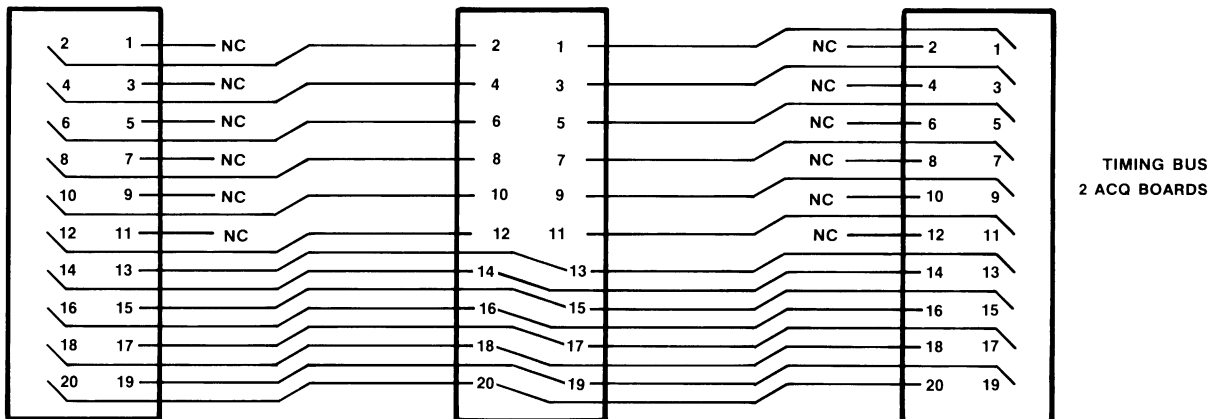 2 1 NC 2 1 NC 2 1
4 3 NC 4 3 NC 4 3
6 5 NC 6 5 NC 6 5
8 7 NC 8 7 NC 8 7
10 9 NC 10 9 NC 10 9
12 11 NC 12 11 NC 12 11
14 13 14 13 14 13
16 15 16 15 16 15
18 17 18 17 18 17
20 19 20 19 20 19
TIMING BUS
2 ACQ BOARDS